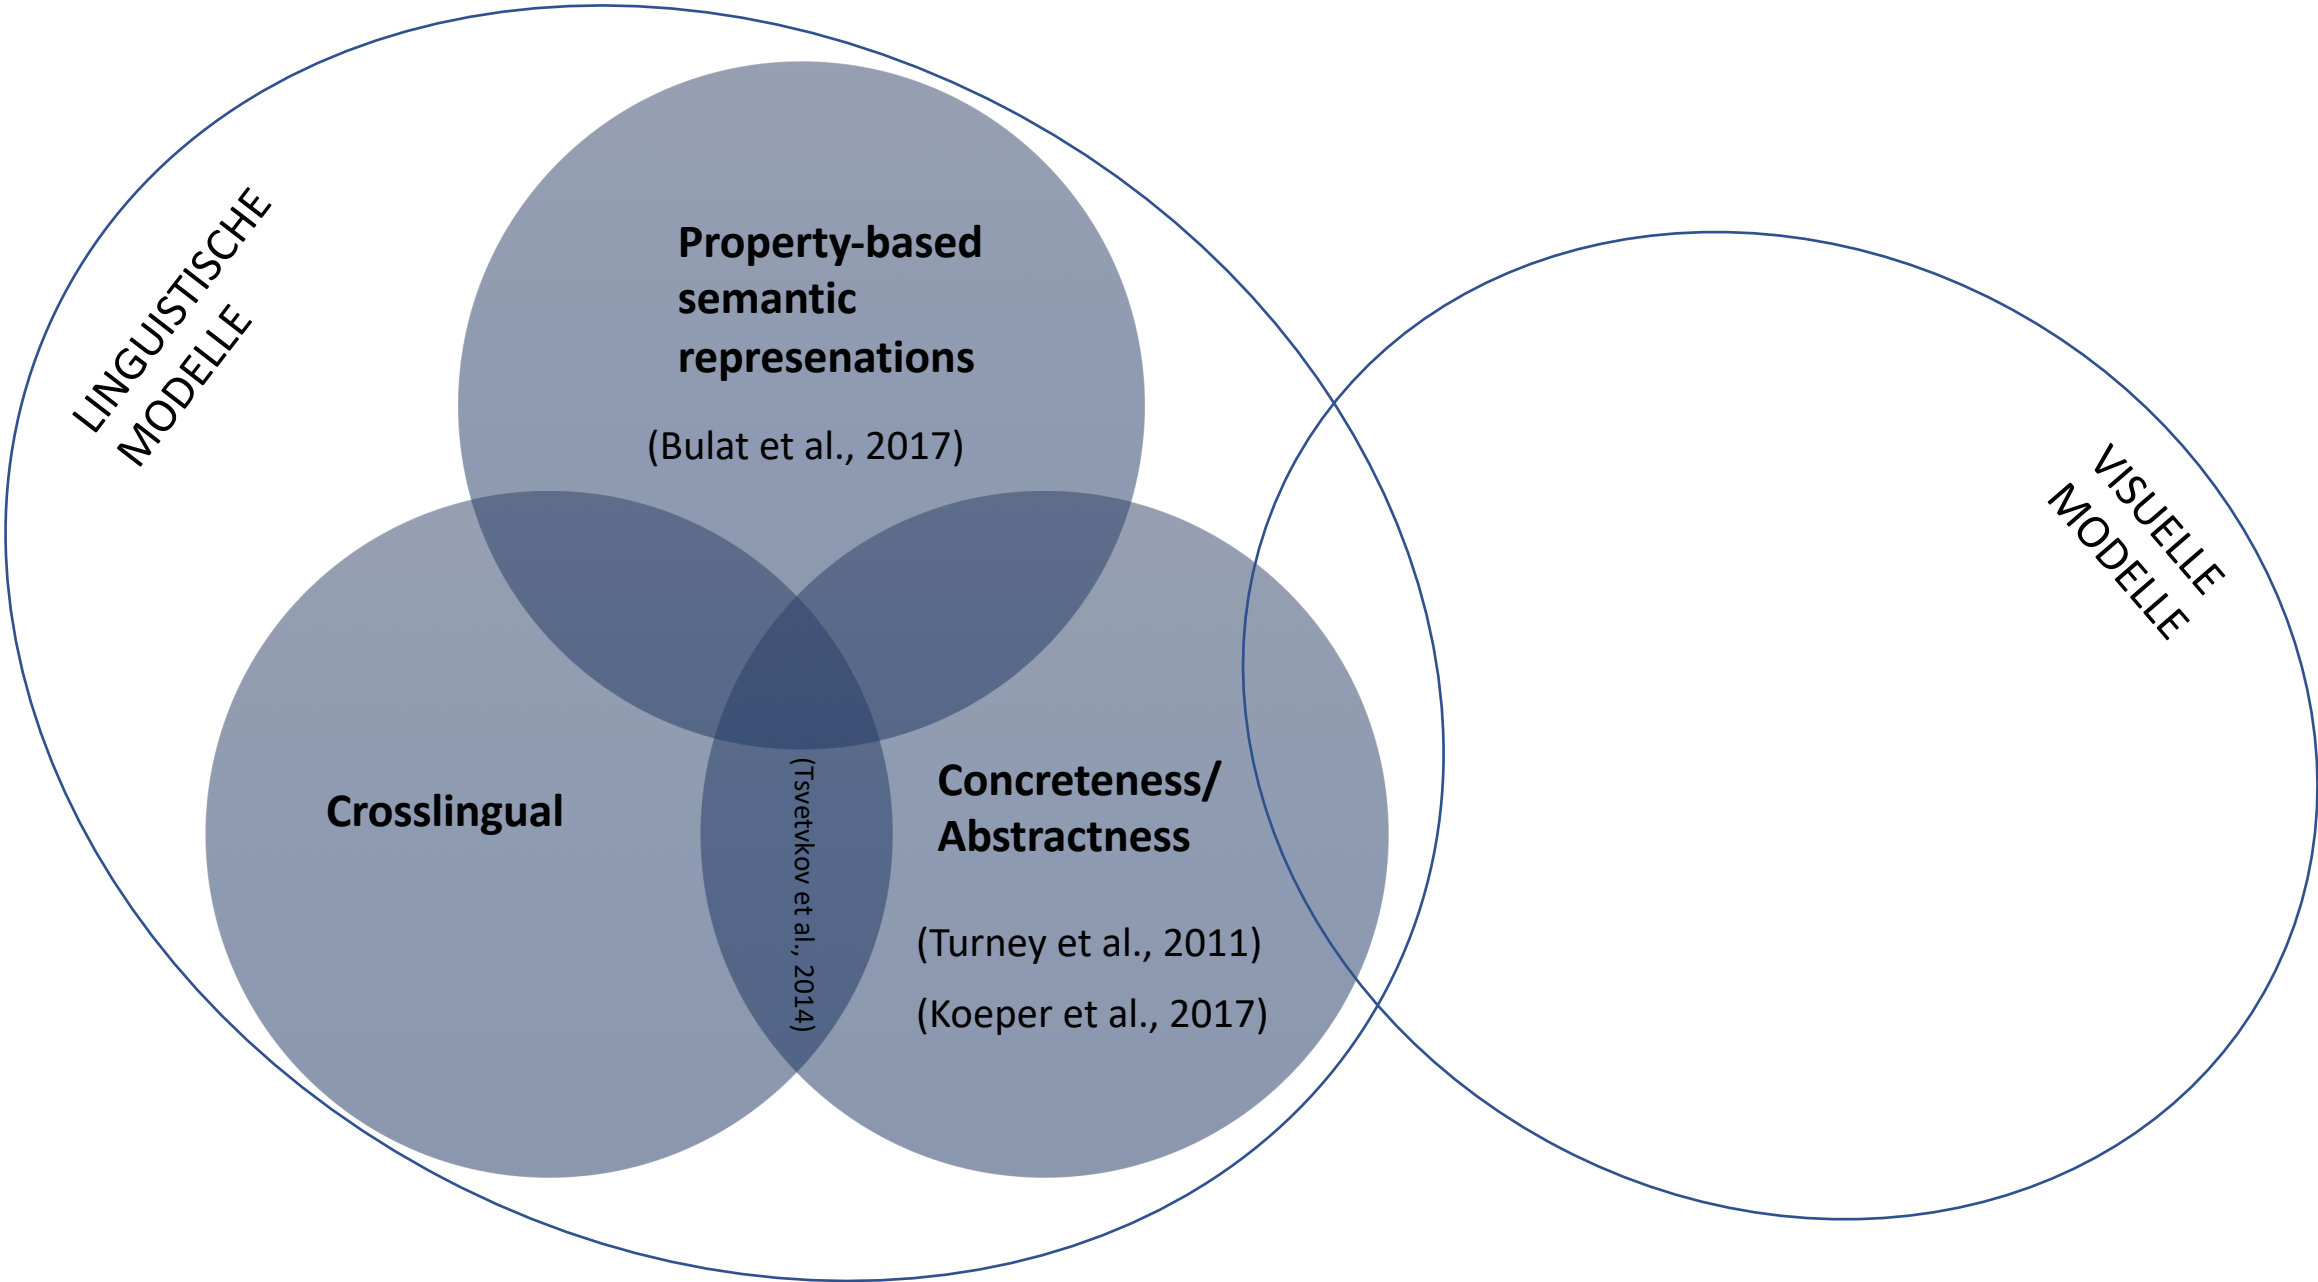 LINGUISTISCHE
MODELLE
Property-based
semantic
represenations
(Bulat et al., 2017)
VISUELLE
MODELLE
Crosslingual
(Tsvetvkov et al., 2014)
Concreteness/
Abstractness
(Turney et al., 2011)
(Koeper et al., 2017)